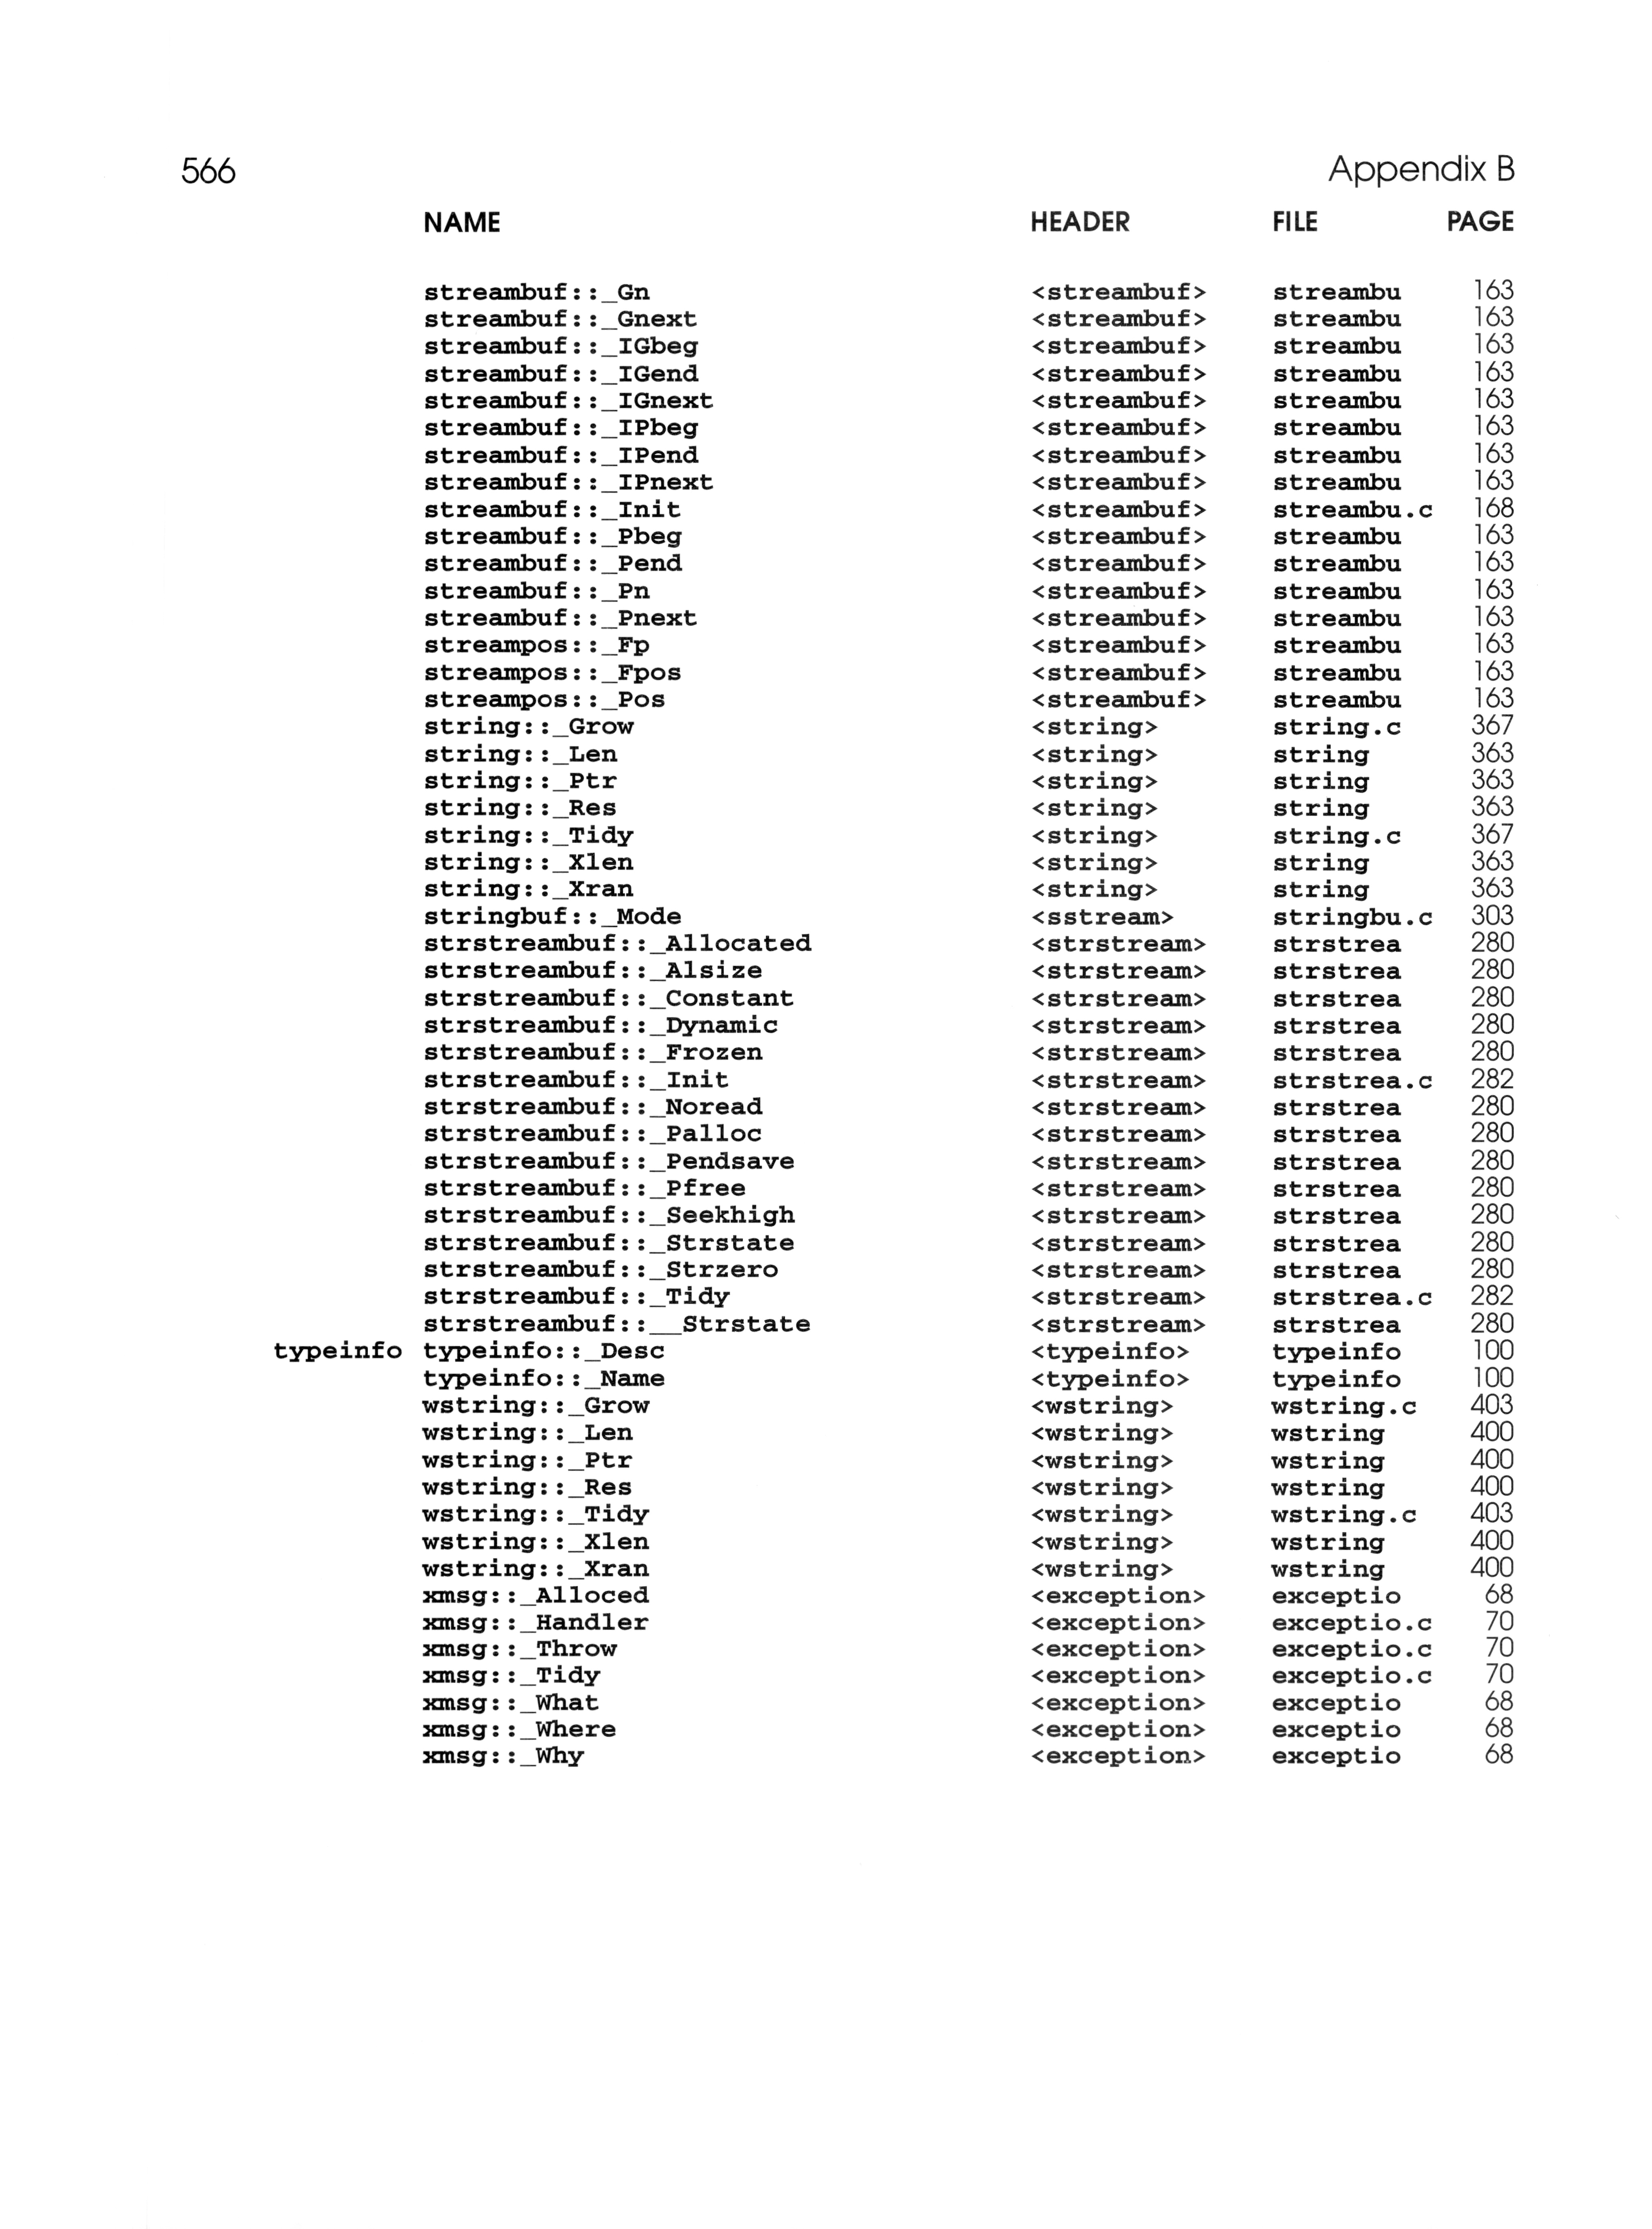 566 Appendix B
NAME HEADER FILE PAGE
streambuf::_Gn <streambuf> streambu 163
streambuf::_Gnext <streambuf> streambu 163
streambuf::_IGbeg <streambuf> streambu 163
streambuf::_IGend <streambuf> streambu 163
streambuf::_IGnext <streambuf> streambu 163
streambuf::_IPbeg <streambuf> streambu 163
streambuf::_IPend <streambuf> streambu 163
streambuf::_IPnext <streambuf> streambu 163
streambuf::_Init <streambuf> streambu.c 168
streambuf::_Pbeg <streambuf> streambu 163
streambuf::_Pend <streambuf> streambu 163
streambuf::_Pn <streambuf> streambu 163
streambuf::_Pnext <streambuf> streambu 163
streampos::_Fp <streambuf> streambu 163
streampos::_Fpos <streambuf> streambu 163
streampos::_Pos <streambuf> streambu 163
string::_Grow <string> string.c 367
string::_Len <string> string 363
string::_Ptr <string> string 363
string::_Res <string> string 363
string::_Tidy <string> string.c 367
string::_Xlen <string> string 363
string::_Xran <string> string 363
stringbuf::_Mode <sstream> stringbu.c 303
strstreambuf::_Allocated <strstream> strstrea 280
strstreambuf::_Alsize <strstream> strstrea 280
strstreambuf::_Constant <strstream> strstrea 280
strstreambuf::_Dynamic <strstream> strstrea 280
strstreambuf::_Frozen <strstream> strstrea 280
strstreambuf::_Init <strstream> strstrea.c 282
strstreambuf::_Noread <strstream> strstrea 280
strstreambuf::_Palloc <strstream> strstrea 280
strstreambuf::_Pendsave <strstream> strstrea 280
strstreambuf::_Pfree <strstream> strstrea 280
strstreambuf::_Seekhigh <strstream> strstrea 280
strstreambuf::_Strstate <strstream> strstrea 280
strstreambuf::_Strzero <strstream> strstrea 280
strstreambuf::_Tidy <strstream> strstrea.c 282
strstreambuf::__Strstate <strstream> strstrea 280
typeinfo typeinfo::_Desc <typeinfo> typeinfo 100
typeinfo::_Name <typeinfo> typeinfo 100
wstring::_Grow <wstring> wstring.c 403
wstring::_Len <wstring> wstring 400
wstring::_Ptr <wstring> wstring 400
wstring::_Res <wstring> wstring 400
wstring::_Tidy <wstring> wstring.c 403
wstring::_Xlen <wstring> wstring 400
wstring::_Xran <wstring> wstring 400
xmsg::_Alloced <exception> exceptio 68
xmsg::_Handler <exception> exceptio.c 70
xmsg::_Throw <exception> exceptio.c 70
xmsg::_Tidy <exception> exceptio.c 70
xmsg::_What <exception> exceptio 68
xmsg::_Where <exception> exceptio 68
xmsg::_Why <exception> exceptio 68